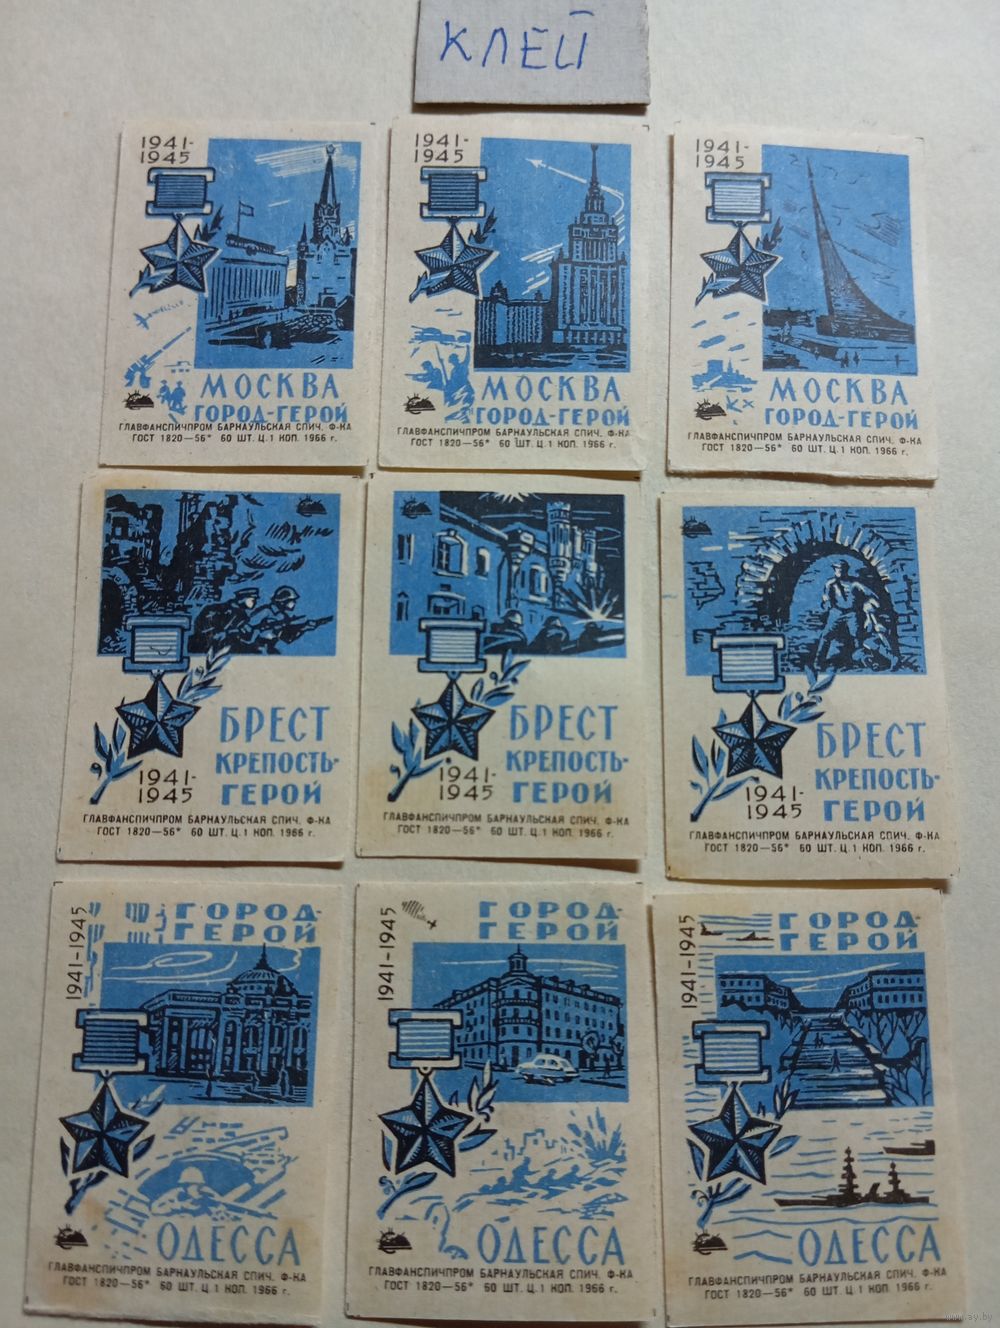 КЛЕЙ
1941-
1945
МОСКВА
ГОРОД-ГЕРОЙ
ГЛАВФАНСПИЧПРОМ БАРНАУЛЬСКАЯ СПИЧ. Ф-КА
ГОСТ 1820—56* 60 ШТ. Ц. 1 КОП. 1966 г.
1941-
1945
МОСКВА
ГОРОД-ГЕРОЙ
ГЛАВФАНСПИЧПРОМ БАРНАУЛЬСКАЯ СПИЧ. Ф-КА
ГОСТ 1820—56* 60 ШТ. Ц. 1 КОП. 1966 г.
1941-
1945
МОСКВА
ГОРОД-ГЕРОЙ
ГЛАВФАНСПИЧПРОМ БАРНАУЛЬСКАЯ СПИЧ. Ф-КА
ГОСТ 1820—56* 60 ШТ. Ц. 1 КОП. 1966 г.
БРЕСТ
КРЕПОСТЬ-
ГЕРОЙ
1941-
1945
ГЛАВФАНСПИЧПРОМ БАРНАУЛЬСКАЯ СПИЧ. Ф-КА
ГОСТ 1820—56* 60 ШТ. Ц. 1 КОП. 1966 г.
БРЕСТ
КРЕПОСТЬ-
ГЕРОЙ
1941-
1945
ГЛАВФАНСПИЧПРОМ БАРНАУЛЬСКАЯ СПИЧ. Ф-КА
ГОСТ 1820—56* 60 ШТ. Ц. 1 КОП. 1966 г.
БРЕСТ
КРЕПОСТЬ-
ГЕРОЙ
1941-
1945
ГЛАВФАНСПИЧПРОМ БАРНАУЛЬСКАЯ СПИЧ. Ф-КА
ГОСТ 1820—56* 60 ШТ. Ц. 1 КОП. 1966 г.
1941-1945
ГОРОД-
ГЕРОЙ
ОДЕССА
ГЛАВФАНСПИЧПРОМ БАРНАУЛЬСКАЯ СПИЧ. Ф-КА
ГОСТ 1820—56* 60 ШТ. Ц. 1 КОП. 1966 г.
1941-1945
ГОРОД-
ГЕРОЙ
ОДЕССА
ГЛАВФАНСПИЧПРОМ БАРНАУЛЬСКАЯ СПИЧ. Ф-КА
ГОСТ 1820—56* 60 ШТ. Ц. 1 КОП. 1966 г.
1941-1945
ГОРОД-
ГЕРОЙ
ОДЕССА
ГЛАВФАНСПИЧПРОМ БАРНАУЛЬСКАЯ СПИЧ. Ф-КА
ГОСТ 1820—56* 60 ШТ. Ц. 1 КОП. 1966 г.
www.ay.by